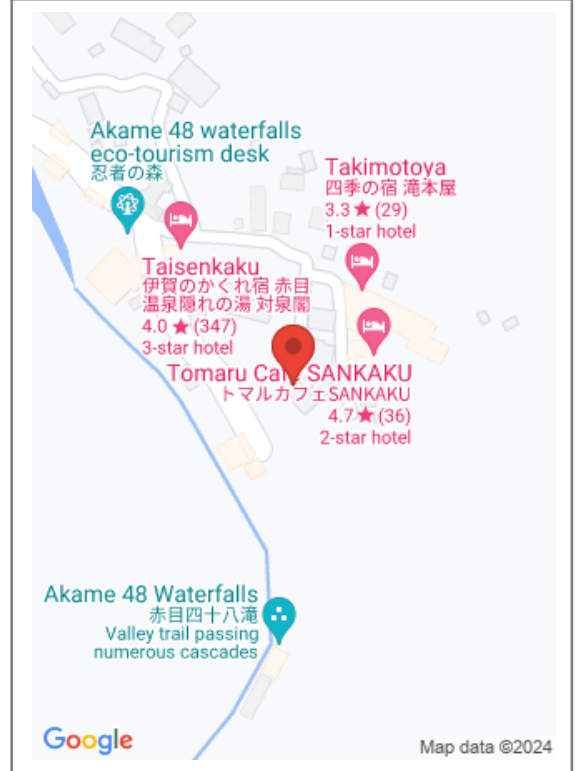 Akame 48 waterfalls
eco-tourism desk
忍者の森
Takimotoya
四季の宿 滝本屋
3.3 ★ (29)
1-star hotel
Taisenkaku
伊賀のかくれ宿 赤目
温泉隠れの湯 対泉閣
4.0 ★ (347)
3-star hotel
Tomaru Café SANKAKU
トマルカフェSANKAKU
4.7 ★ (36)
2-star hotel
Akame 48 Waterfalls
赤目四十八滝
Valley trail passing
numerous cascades
Google
Map data ©2024